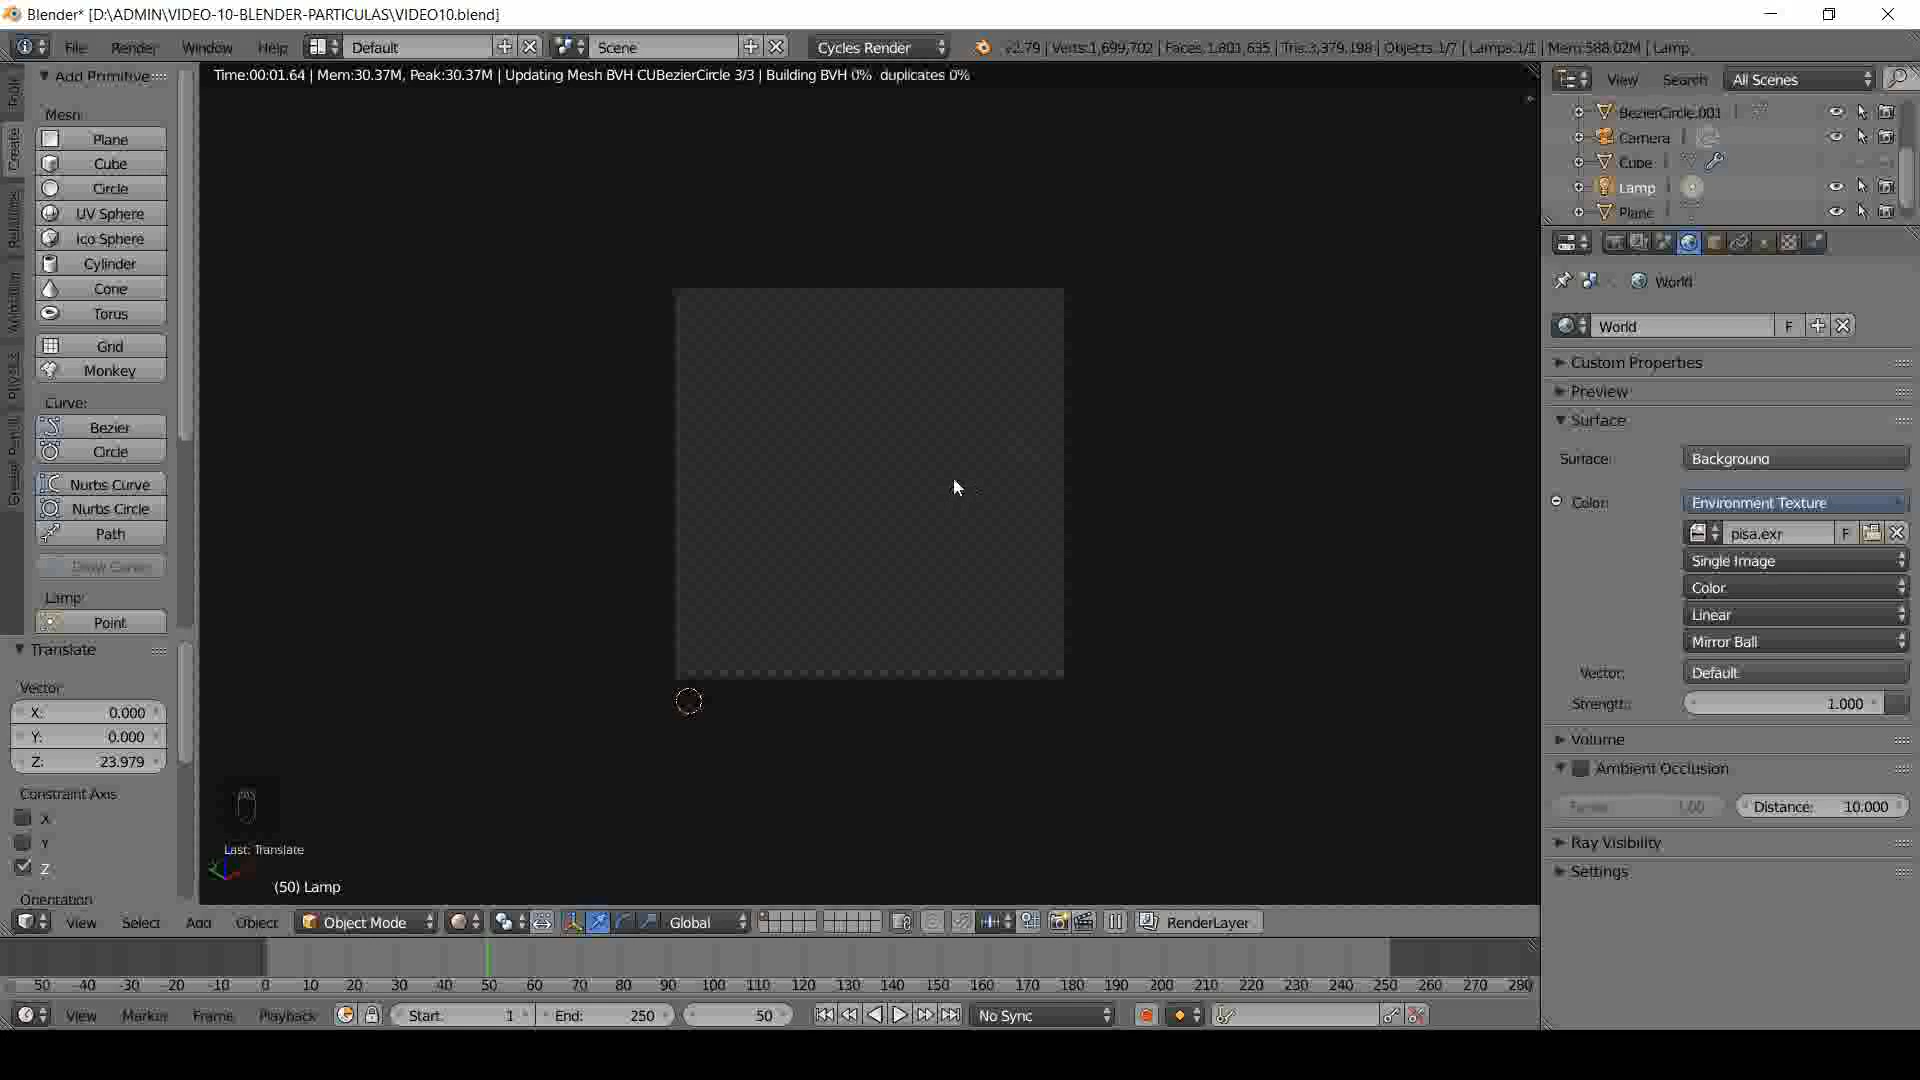 Blender* [D:\ADMIN\VIDEO-10-BLENDER-PARTICULAS\VIDEO10.blend]
File Render Window Help Default Scene Cycles Render v2.79 | Verts:1,699,702 | Faces:1,801,635 | Tris:3,379,198 | Objects:1/7 | Lamps:1/1 | Mem:588.02M | Lamp
Time:00:01.64 | Mem:30.37M, Peak:30.37M | Updating Mesh BVH CUBezierCircle 3/3 | Building BVH 0% duplicates 0%
View Search All Scenes
BezierCircle.001
Camera
Cube
Lamp
Plane
Create
Relations
Animation
Physics
Grease Pencil
Add Primitive
Mesh:
Plane
Cube
Circle
UV Sphere
Ico Sphere
Cylinder
Cone
Torus
Grid
Monkey
Curve:
Bezier
Circle
Nurbs Curve
Nurbs Circle
Path
Draw Curve
Lamp:
Point
Translate
Vector
X: 0.000
Y: 0.000
Z: 23.979
Constraint Axis
X
Y
Z
Orientation
Last: Translate
(50) Lamp
World
World F
Custom Properties
Preview
Surface
Surface: Background
Color: Environment Texture
pisa.exr F
Single Image
Color
Linear
Mirror Ball
Vector: Default
Strength: 1.000
Volume
Ambient Occlusion
Factor: 1.00 Distance: 10.000
Ray Visibility
Settings
View Select Add Object Object Mode Global RenderLayer
50 -40 -30 -20 -10 0 10 20 30 40 50 60 70 80 90 100 110 120 130 140 150 160 170 180 190 200 210 220 230 240 250 260 270 280
View Marker Frame Playback Start: 1 End: 250 50 No Sync